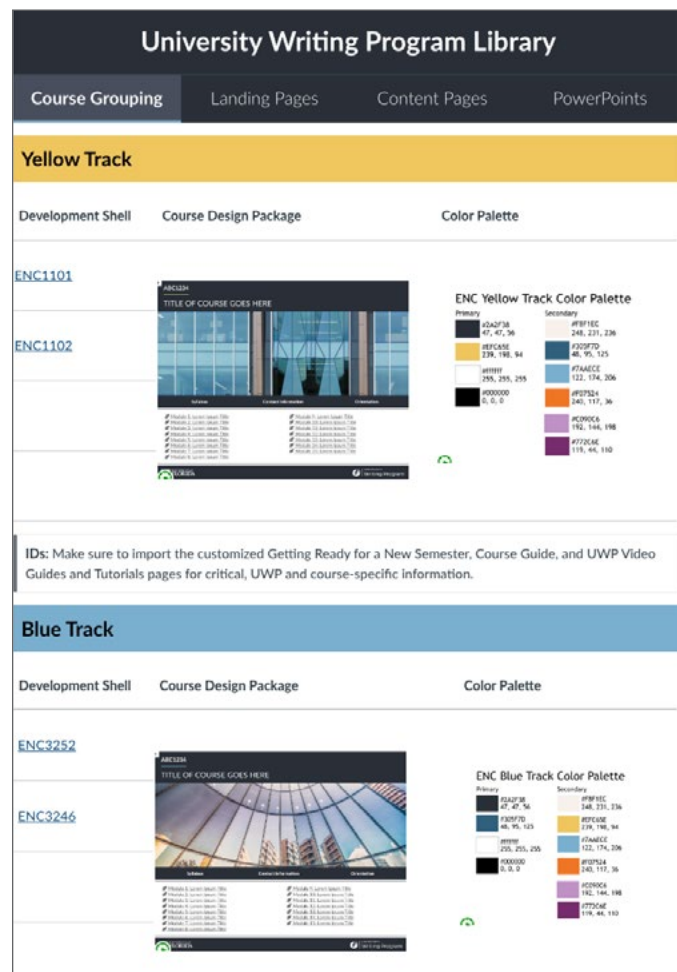 University Writing Program Library
Course Grouping Landing Pages Content Pages PowerPoints
Yellow Track
Development Shell Course Design Package Color Palette
ENC1101
ENC1102
ABC1234
TITLE OF COURSE GOES HERE
Syllabus Contact Information Orientation
ENC Yellow Track Color Palette
Primary Secondary
#2A2F38 #F8F1EC
47, 47, 56 248, 231, 236
#EFC65E #305F7D
239, 198, 94 48, 95, 125
#ffffff #7AAECE
255, 255, 255 122, 174, 206
#000000 #F07524
0, 0, 0 240, 117, 36
#C090C6
192, 144, 198
#772C6E
119, 44, 110
IDs: Make sure to import the customized Getting Ready for a New Semester, Course Guide, and UWP Video
Guides and Tutorials pages for critical, UWP and course-specific information.
Blue Track
Development Shell Course Design Package Color Palette
ENC3252
ENC3246
ABC1234
TITLE OF COURSE GOES HERE
Syllabus Contact Information Orientation
ENC Blue Track Color Palette
Primary Secondary
#2A2F38 #F8F1EC
47, 47, 56 248, 231, 236
#305F7D #EFC65E
48, 95, 125 239, 198, 94
#ffffff #7AAECE
255, 255, 255 122, 174, 206
#000000 #F07524
0, 0, 0 240, 117, 36
#C090C6
192, 144, 198
#772C6E
119, 44, 110